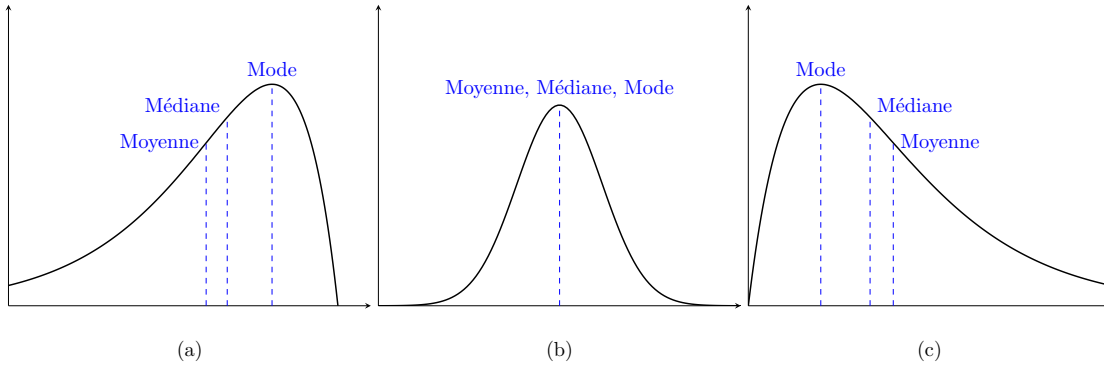 Mode
Médiane
Moyenne
(a)
Moyenne, Médiane, Mode
(b)
Mode
Médiane
Moyenne
(c)